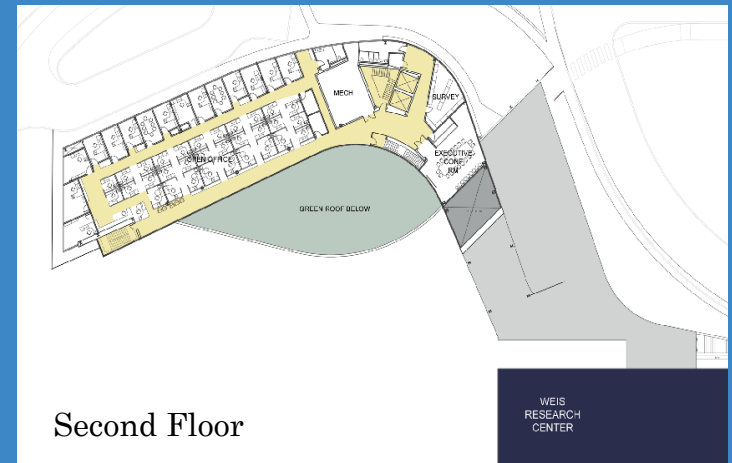 MECH
SURVEY
OPEN OFFICE
EXECUTIVE
CONF.
RM
GREEN ROOF BELOW
WEIS
RESEARCH
CENTER
Second Floor